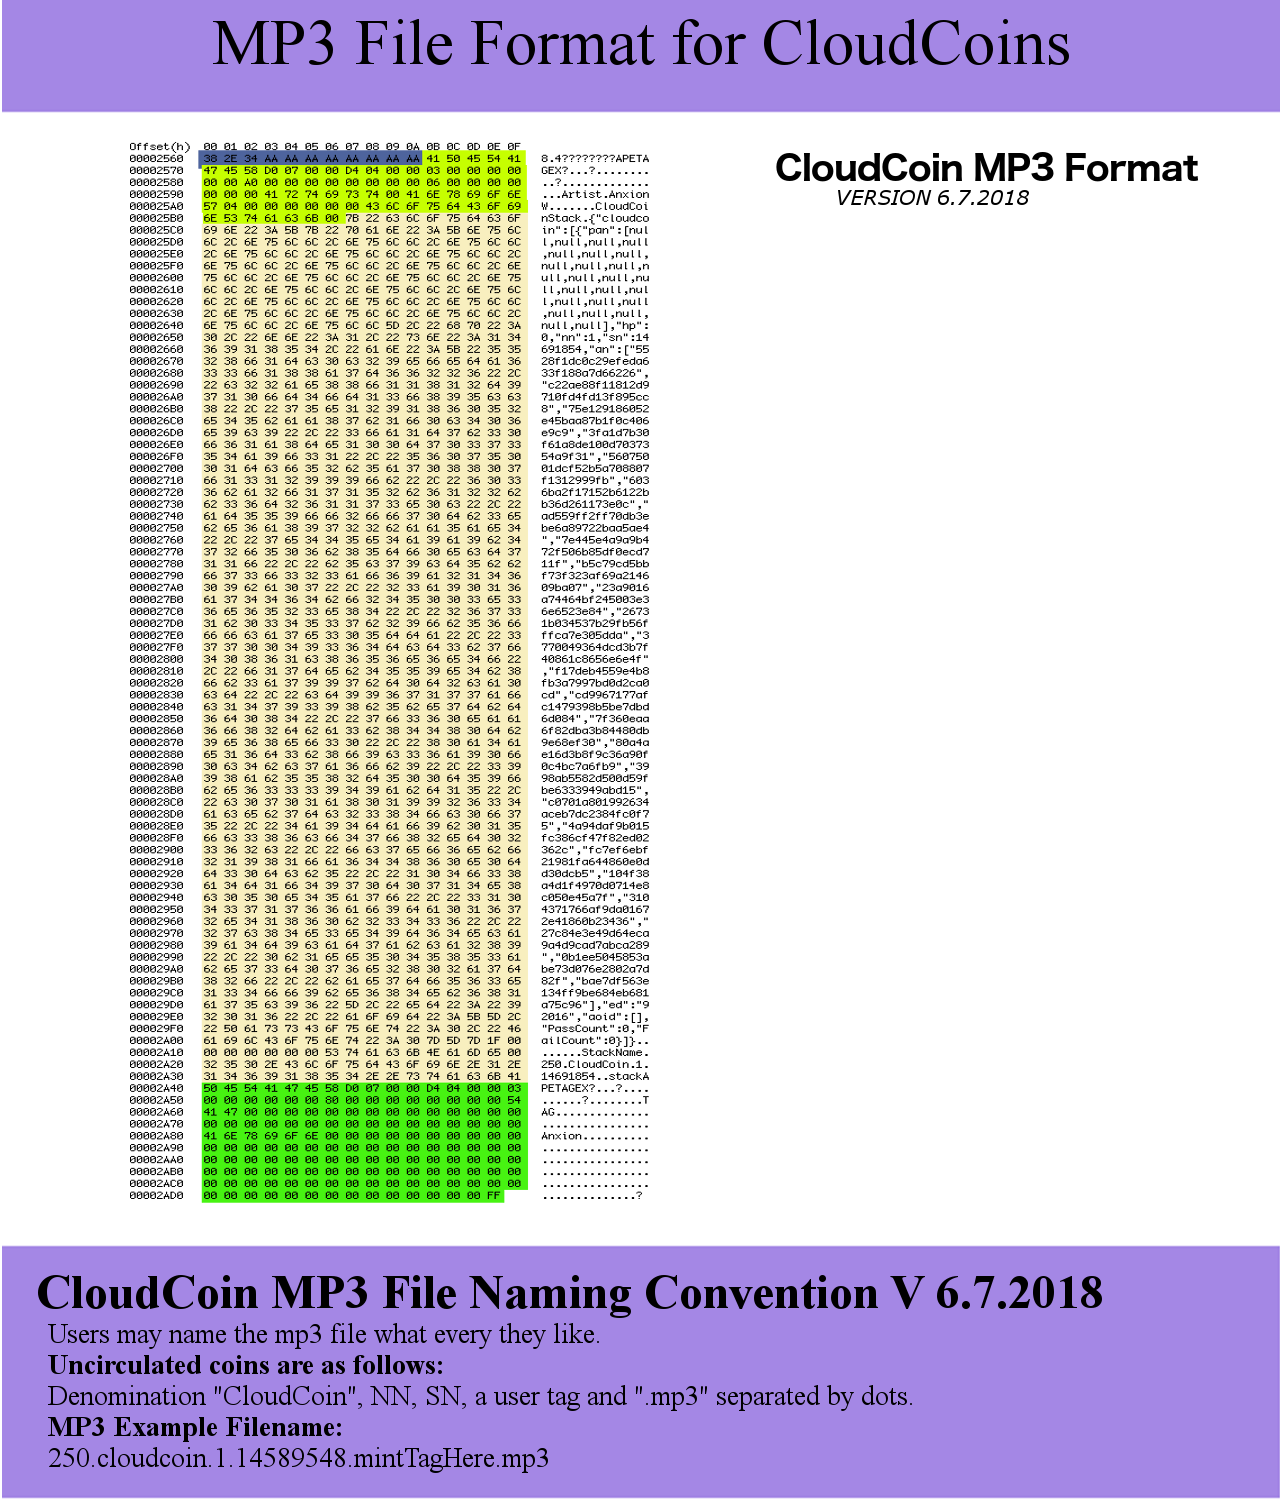 MP3 File Format for CloudCoins
Offset(h) 00 01 02 03 04 05 06 07 08 09 0A 0B 0C 0D 0E 0F
00002560 38 2E 34 AA AA AA AA AA AA AA AA 41 50 45 54 41 8.4????????APETA
00002570 47 45 58 D0 07 00 00 D4 04 00 00 03 00 00 00 00 GEX?...?........
00002580 00 00 A0 00 00 00 00 00 00 00 00 06 00 00 00 00 ..?.............
00002590 00 00 00 41 72 74 69 73 74 00 41 6E 78 69 6F 6E ...Artist.Anxion
000025A0 57 04 00 00 00 00 00 00 43 6C 6F 75 64 43 6F 69 W.......CloudCoi
000025B0 6E 53 74 61 63 6B 00 7B 22 63 6C 6F 75 64 63 6F nStack.{"cloudco
000025C0 69 6E 22 3A 5B 7B 22 70 61 6E 22 3A 5B 6E 75 6C in":[{"pan":[nul
000025D0 6C 2C 6E 75 6C 6C 2C 6E 75 6C 6C 2C 6E 75 6C 6C l,null,null,null
000025E0 2C 6E 75 6C 6C 2C 6E 75 6C 6C 2C 6E 75 6C 6C 2C ,null,null,null,
000025F0 6E 75 6C 6C 2C 6E 75 6C 6C 2C 6E 75 6C 6C 2C 6E null,null,null,n
00002600 75 6C 6C 2C 6E 75 6C 6C 2C 6E 75 6C 6C 2C 6E 75 ull,null,null,nu
00002610 6C 6C 2C 6E 75 6C 6C 2C 6E 75 6C 6C 2C 6E 75 6C ll,null,null,nul
00002620 6C 2C 6E 75 6C 6C 2C 6E 75 6C 6C 2C 6E 75 6C 6C l,null,null,null
00002630 2C 6E 75 6C 6C 2C 6E 75 6C 6C 2C 6E 75 6C 6C 2C ,null,null,null,
00002640 6E 75 6C 6C 2C 6E 75 6C 6C 5D 2C 22 68 70 22 3A null,null],"hp":
00002650 30 2C 22 6E 6E 22 3A 31 2C 22 73 6E 22 3A 31 34 0,"nn":1,"sn":14
00002660 36 39 31 38 35 34 2C 22 61 6E 22 3A 5B 22 35 35 691854,"an":["55
00002670 32 38 66 31 64 63 30 63 32 39 65 66 65 64 61 36 28f1dc0c29efeda6
00002680 33 33 66 31 38 38 61 37 64 36 36 32 32 36 22 2C 33f188a7d66226",
00002690 22 63 32 32 61 65 38 38 66 31 31 38 31 32 64 39 "c22ae88f11812d9
000026A0 37 31 30 66 64 34 66 64 31 33 66 38 39 35 63 63 710fd4fd13f895cc
000026B0 38 22 2C 22 37 35 65 31 32 39 31 38 36 30 35 32 8","75e129186052
000026C0 65 34 35 62 61 61 38 37 62 31 66 30 63 34 30 36 e45baa87b1f0c406
000026D0 65 39 63 39 22 2C 22 33 66 61 31 64 37 62 33 30 e9c9","3fa1d7b30
000026E0 66 36 31 61 38 64 65 31 30 30 64 37 30 33 37 33 f61a8de100d70373
000026F0 35 34 61 39 66 33 31 22 2C 22 35 36 30 37 35 30 54a9f31","560750
00002700 30 31 64 63 66 35 32 62 35 61 37 30 38 38 30 37 01dcf52b5a708807
00002710 66 31 33 31 32 39 39 39 66 62 22 2C 22 36 30 33 f1312999fb","603
00002720 36 62 61 32 66 31 37 31 35 32 62 36 31 32 32 62 6ba2f17152b6122b
00002730 62 33 36 64 32 36 31 31 37 33 65 30 63 22 2C 22 b36d261173e0c","
00002740 61 64 35 35 39 66 66 32 66 66 37 30 64 62 33 65 ad559ff2ff70db3e
00002750 62 65 36 61 38 39 37 32 32 62 61 61 35 61 65 34 be6a89722baa5ae4
00002760 22 2C 22 37 65 34 34 35 65 34 61 39 61 39 62 34 ","7e445e4a9a9b4
00002770 37 32 66 35 30 36 62 38 35 64 66 30 65 63 64 37 72f506b85df0ecd7
00002780 31 31 66 22 2C 22 62 35 63 37 39 63 64 35 62 62 11f","b5c79cd5bb
00002790 66 37 33 66 33 32 33 61 66 36 39 61 32 31 34 36 f73f323af69a2146
000027A0 30 39 62 61 30 37 22 2C 22 32 33 61 39 30 31 36 09ba07","23a9016
000027B0 61 37 34 34 36 34 62 66 32 34 35 30 30 33 65 33 a74464bf245003e3
000027C0 36 65 36 35 32 33 65 38 34 22 2C 22 32 36 37 33 6e6523e84","2673
000027D0 31 62 30 33 34 35 33 37 62 32 39 66 62 35 36 66 1b034537b29fb56f
000027E0 66 66 63 61 37 65 33 30 35 64 64 61 22 2C 22 33 ffca7e305dda","3
000027F0 37 37 30 30 34 39 33 36 34 64 63 64 33 62 37 66 770049364dcd3b7f
00002800 34 30 38 36 31 63 38 36 35 36 65 36 65 34 66 22 40861c8656e6e4f"
00002810 2C 22 66 31 37 64 65 62 34 35 35 39 65 34 62 38 ,"f17deb4559e4b8
00002820 66 62 33 61 37 39 39 37 62 64 30 64 32 63 61 30 fb3a7997bd0d2ca0
00002830 63 64 22 2C 22 63 64 39 39 36 37 31 37 37 61 66 cd","cd9967177af
00002840 63 31 34 37 39 33 39 38 62 35 62 65 37 64 62 64 c1479398b5be7dbd
00002850 36 64 30 38 34 22 2C 22 37 66 33 36 30 65 61 61 6d084","7f360eaa
00002860 36 66 38 32 64 62 61 33 62 38 34 34 38 30 64 62 6f82dba3b84480db
00002870 39 65 36 38 65 66 33 30 22 2C 22 38 30 61 34 61 9e68ef30","80a4a
00002880 65 31 36 64 33 62 38 66 39 63 33 36 61 39 30 66 e16d3b8f9c36a90f
00002890 30 63 34 62 63 37 61 36 66 62 39 22 2C 22 33 39 0c4bc7a6fb9","39
000028A0 39 38 61 62 35 35 38 32 64 35 30 30 64 35 39 66 98ab5582d500d59f
000028B0 62 65 36 33 33 33 39 34 39 61 62 64 31 35 22 2C be6333949abd15",
000028C0 22 63 30 37 30 31 61 38 30 31 39 39 32 36 33 34 "c0701a801992634
000028D0 61 63 65 62 37 64 63 32 33 38 34 66 63 30 66 37 aceb7dc2384fc0f7
000028E0 35 22 2C 22 34 61 39 34 64 61 66 39 62 30 31 35 5","4a94daf9b015
000028F0 66 63 33 38 36 63 66 34 37 66 38 32 65 64 30 32 fc386cf47f82ed02
00002900 33 36 32 63 22 2C 22 66 63 37 65 66 36 65 62 66 362c","fc7ef6ebf
00002910 32 31 39 38 31 66 61 36 34 34 38 36 30 65 30 64 21981fa644860e0d
00002920 64 33 30 64 63 62 35 22 2C 22 31 30 34 66 33 38 d30dcb5","104f38
00002930 61 34 64 31 66 34 39 37 30 64 30 37 31 34 65 38 a4d1f4970d0714e8
00002940 63 30 35 30 65 34 35 61 37 66 22 2C 22 33 31 30 c050e45a7f","310
00002950 34 33 37 31 37 36 36 61 66 39 64 61 30 31 36 37 4371766af9da0167
00002960 32 65 34 31 38 36 30 62 32 33 34 33 36 22 2C 22 2e41860b23436","
00002970 32 37 63 38 34 65 33 65 34 39 64 36 34 65 63 61 27c84e3e49d64eca
00002980 39 61 34 64 39 63 61 64 37 61 62 63 61 32 38 39 9a4d9cad7abca289
00002990 22 2C 22 30 62 31 65 65 35 30 34 35 38 35 33 61 ","0b1ee5045853a
000029A0 62 65 37 33 64 30 37 36 65 32 38 30 32 61 37 64 be73d076e2802a7d
000029B0 38 32 66 22 2C 22 62 61 65 37 64 66 35 36 33 65 82f","bae7df563e
000029C0 31 33 34 66 66 39 62 65 36 38 34 65 62 36 38 31 134ff9be684eb681
000029D0 61 37 35 63 39 36 22 5D 2C 22 65 64 22 3A 22 39 a75c96"],"ed":"9
000029E0 32 30 31 36 22 2C 22 61 6F 69 64 22 3A 5B 5D 2C 2016","aoid":[],
000029F0 22 50 61 73 73 43 6F 75 6E 74 22 3A 30 2C 22 46 "PassCount":0,"F
00002A00 61 69 6C 43 6F 75 6E 74 22 3A 30 7D 5D 7D 1F 00 ailCount":0}]}..
00002A10 00 00 00 00 00 00 53 74 61 63 6B 4E 61 6D 65 00 ......StackName.
00002A20 32 35 30 2E 43 6C 6F 75 64 43 6F 69 6E 2E 31 2E 250.CloudCoin.1.
00002A30 31 34 36 39 31 38 35 34 2E 2E 73 74 61 63 6B 41 14691854..stackA
00002A40 50 45 54 41 47 45 58 D0 07 00 00 D4 04 00 00 03 PETAGEX?...?....
00002A50 00 00 00 00 00 00 80 00 00 00 00 00 00 00 00 54 ......?........T
00002A60 41 47 00 00 00 00 00 00 00 00 00 00 00 00 00 00 AG..............
00002A70 00 00 00 00 00 00 00 00 00 00 00 00 00 00 00 00 ................
00002A80 41 6E 78 69 6F 6E 00 00 00 00 00 00 00 00 00 00 Anxion..........
00002A90 00 00 00 00 00 00 00 00 00 00 00 00 00 00 00 00 ................
00002AA0 00 00 00 00 00 00 00 00 00 00 00 00 00 00 00 00 ................
00002AB0 00 00 00 00 00 00 00 00 00 00 00 00 00 00 00 00 ................
00002AC0 00 00 00 00 00 00 00 00 00 00 00 00 00 00 00 00 ................
00002AD0 00 00 00 00 00 00 00 00 00 00 00 00 00 00 FF ..............?
CloudCoin MP3 Format
VERSION 6.7.2018
CloudCoin MP3 File Naming Convention V 6.7.2018
Users may name the mp3 file what every they like.
Uncirculated coins are as follows:
Denomination "CloudCoin", NN, SN, a user tag and ".mp3" separated by dots.
MP3 Example Filename:
250.cloudcoin.1.14589548.mintTagHere.mp3